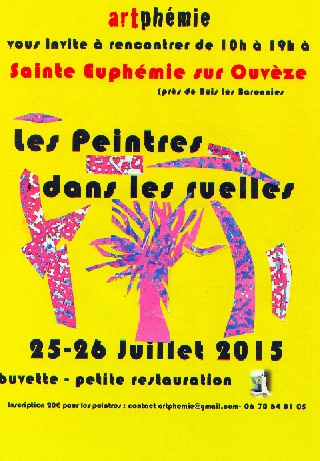 artphémie
vous invite à rencontrer de 10h à 19h à
Sainte Euphémie sur Ouvèze
(près de Buis les Baronnies
Les Peintres
dans les ruelles
25-26 Juillet 2015
buvette - petite restauration
Inscription 20€ pour les peintres : contact artphemie@gmail.com- 06 70 64 01 05